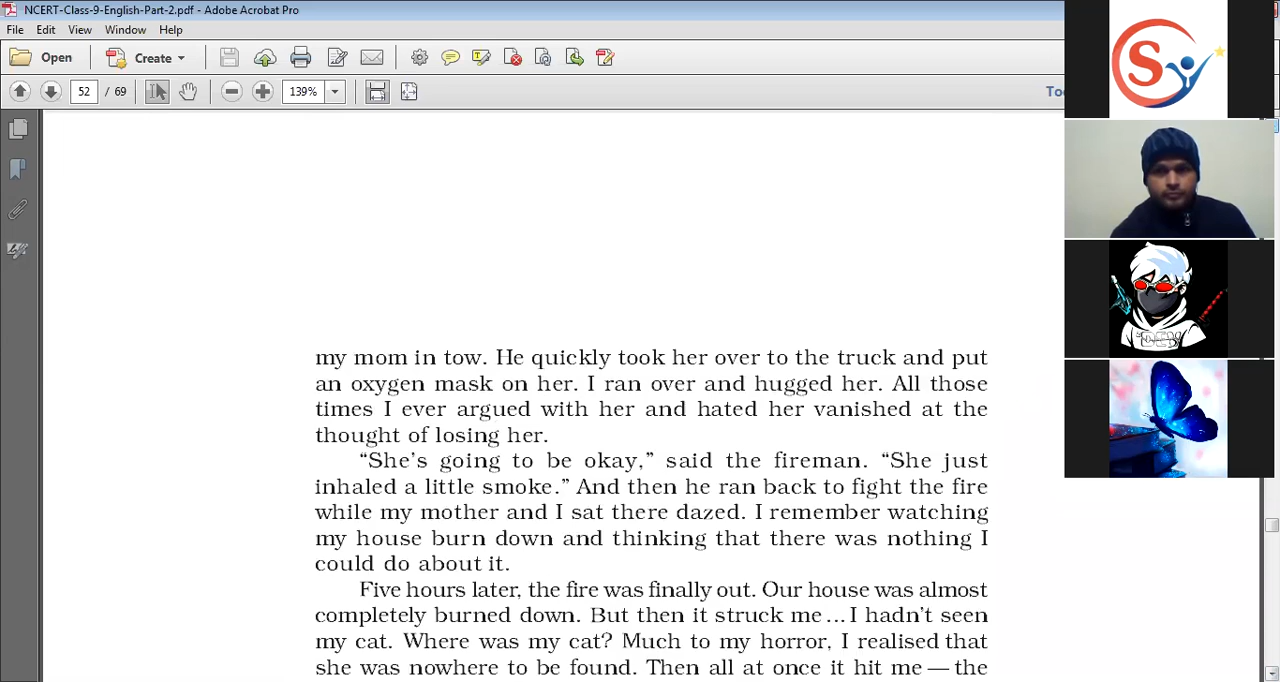 NCERT-Class-9-English-Part-2.pdf - Adobe Acrobat Pro
File Edit View Window Help
Open Create
52 / 69 139% Too
my mom in tow. He quickly took her over to the truck and put
an oxygen mask on her. I ran over and hugged her. All those
times I ever argued with her and hated her vanished at the
thought of losing her.
“She’s going to be okay,” said the fireman. “She just
inhaled a little smoke.” And then he ran back to fight the fire
while my mother and I sat there dazed. I remember watching
my house burn down and thinking that there was nothing I
could do about it.
Five hours later, the fire was finally out. Our house was almost
completely burned down. But then it struck me ... I hadn’t seen
my cat. Where was my cat? Much to my horror, I realised that
she was nowhere to be found. Then all at once it hit me — the
S